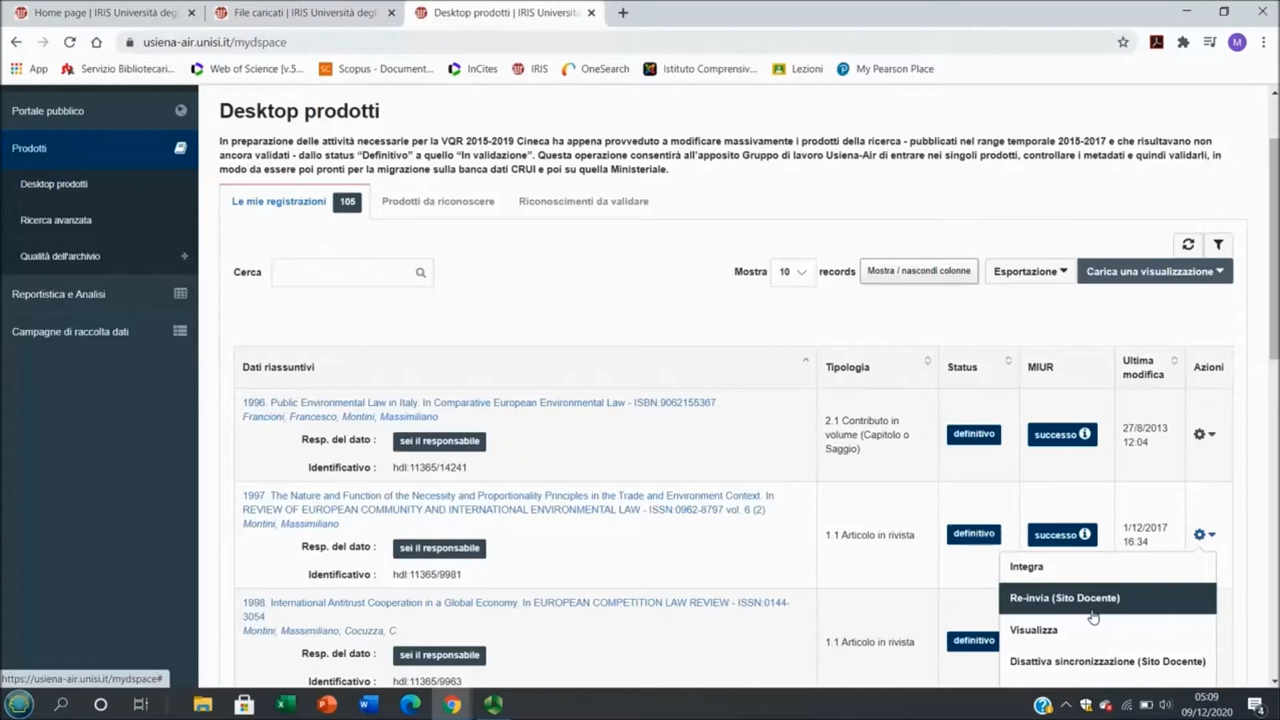 Home page | IRIS Università deg
File caricati | IRIS Università degl
Desktop prodotti | IRIS Universita
usiena-air.unisi.it/mydspace
M
App
Servizio Bibliotecari...
Web of Science [v.5...
Scopus - Document...
InCites
IRIS
OneSearch
Istituto Comprensiv...
Lezioni
My Pearson Place
Portale pubblico
Prodotti
Desktop prodotti
Ricerca avanzata
Qualità dell'archivio
Reportistica e Analisi
Campagne di raccolta dati
Desktop prodotti
In preparazione delle attività necessarie per la VQR 2015-2019 Cineca ha appena provveduto a modificare massivamente i prodotti della ricerca - pubblicati nel range temporale 2015-2017 e che risultavano
ancora validati - dallo status “Definitivo” a quello “In validazione”. Questa operazione consentirà all'apposito Gruppo di lavoro Usiena-Air di entrare nei singoli prodotti, controllare i metadati e quindi validarli, in
modo da essere poi pronti per la migrazione sulla banca dati CRUI e poi su quella Ministeriale.
Le mie registrazioni 105
Prodotti da riconoscere
Riconoscimenti da validare
Cerca
Mostra 10 records
Mostra / nascondi colonne
Esportazione
Carica una visualizzazione
Dati riassuntivi
Tipologia
Status
MIUR
Ultima
modifica
Azioni
1996. Public Environmental Law in Italy. In Comparative European Environmental Law - ISBN:9062155367
Francioni, Francesco, Montini, Massimiliano
Resp. del dato : sei il responsabile
Identificativo : hdl:11365/14241
2.1 Contributo in
volume (Capitolo o
Saggio)
definitivo
successo
27/8/2013
12:04
1997. The Nature and Function of the Necessity and Proportionality Principles in the Trade and Environment Context. In
REVIEW OF EUROPEAN COMMUNITY AND INTERNATIONAL ENVIRONMENTAL LAW - ISSN:0962-8797 vol. 6 (2)
Montini, Massimiliano
Resp. del dato : sei il responsabile
Identificativo : hdl:11365/9981
1.1 Articolo in rivista
definitivo
successo
1/12/2017
16:34
Integra
Re-invia (Sito Docente)
Visualizza
Disattiva sincronizzazione (Sito Docente)
1998. International Antitrust Cooperation in a Global Economy. In EUROPEAN COMPETITION LAW REVIEW - ISSN:0144-
3054
Montini, Massimiliano, Cocuzza, C.
Resp. del dato : sei il responsabile
Identificativo : hdl:11365/9963
1.1 Articolo in rivista
definitivo
https://usiena-air.unisi.it/mydspace#
05:09
09/12/2020
4